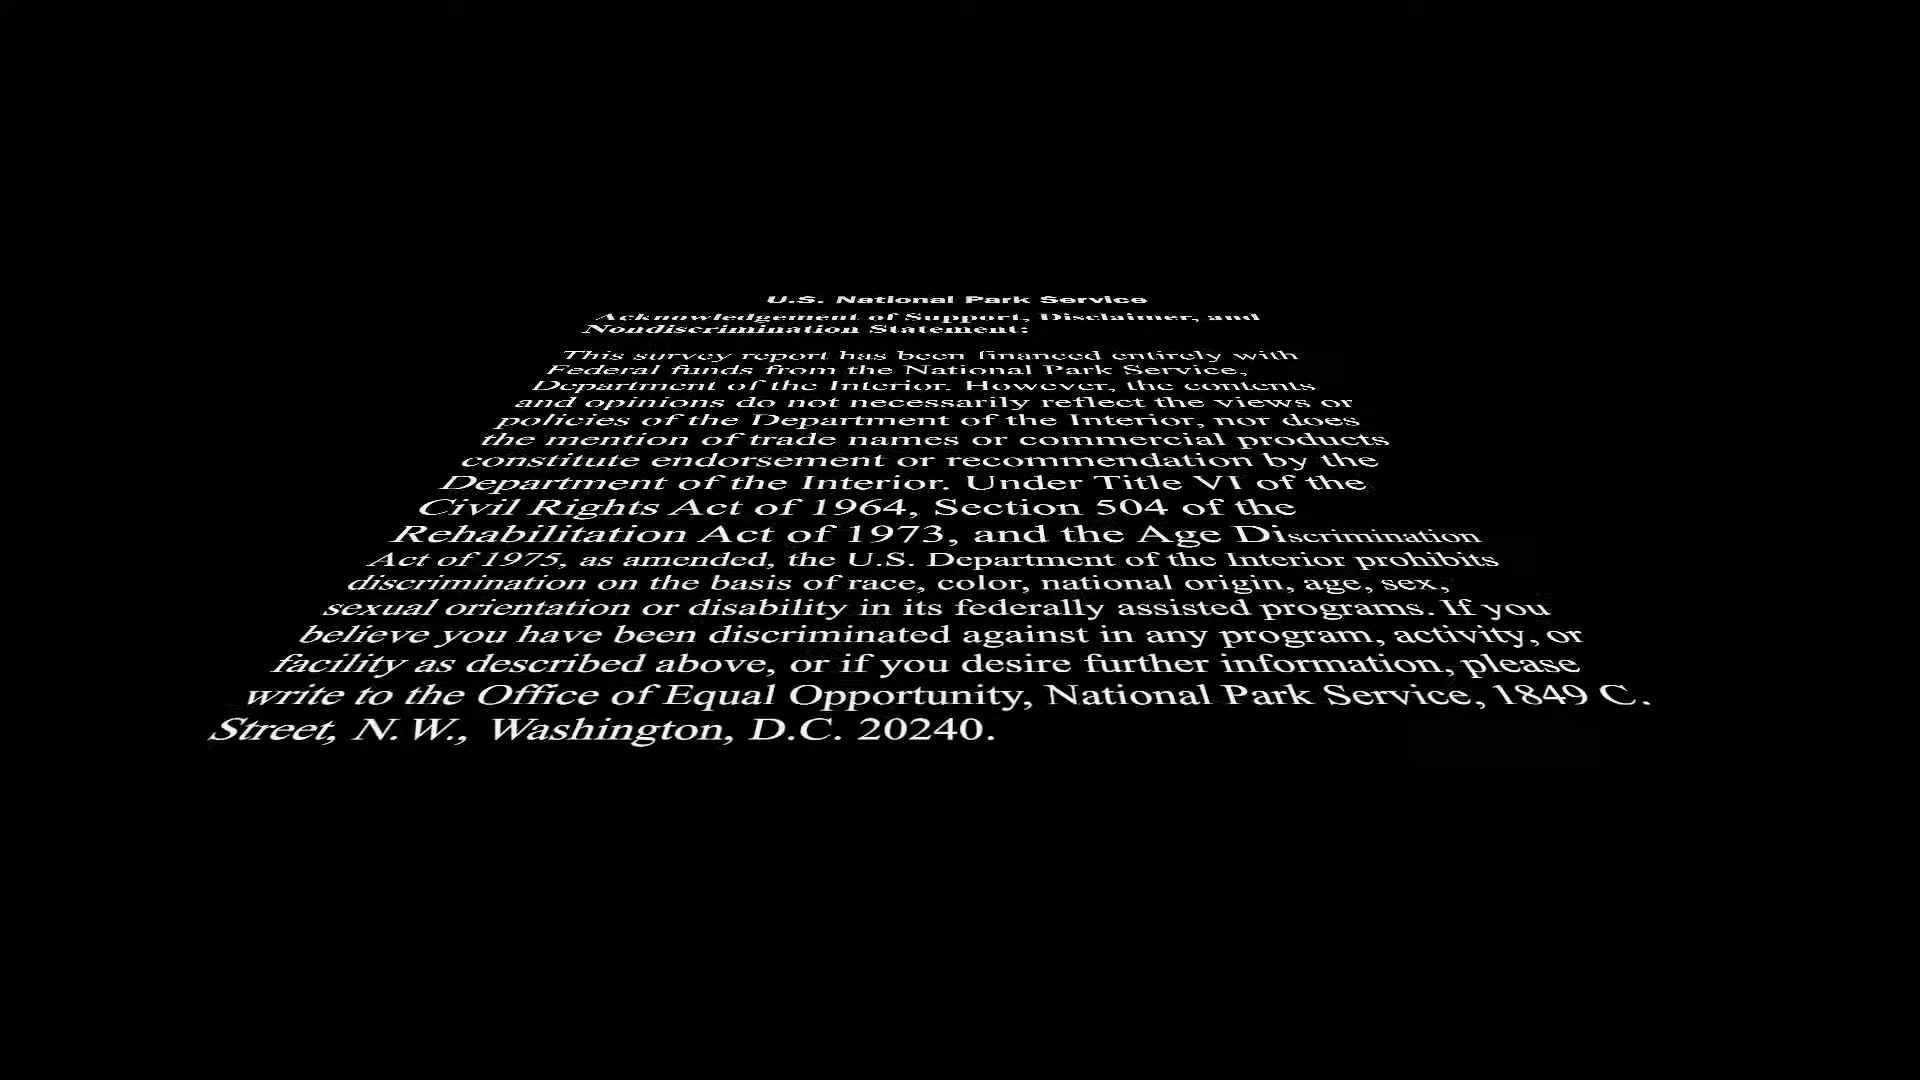 U.S. National Park Service
Acknowledgement of Support, Disclaimer, and
Nondiscrimination Statement:
This survey report has been financed entirely with
Federal funds from the National Park Service,
Department of the Interior. However, the contents
and opinions do not necessarily reflect the views or
policies of the Department of the Interior, nor does
the mention of trade names or commercial products
constitute endorsement or recommendation by the
Department of the Interior. Under Title VI of the
Civil Rights Act of 1964, Section 504 of the
Rehabilitation Act of 1973, and the Age Discrimination
Act of 1975, as amended, the U.S. Department of the Interior prohibits
discrimination on the basis of race, color, national origin, age, sex,
sexual orientation or disability in its federally assisted programs. If you
believe you have been discriminated against in any program, activity, or
facility as described above, or if you desire further information, please
write to the Office of Equal Opportunity, National Park Service, 1849 C.
Street, N.W., Washington, D.C. 20240.